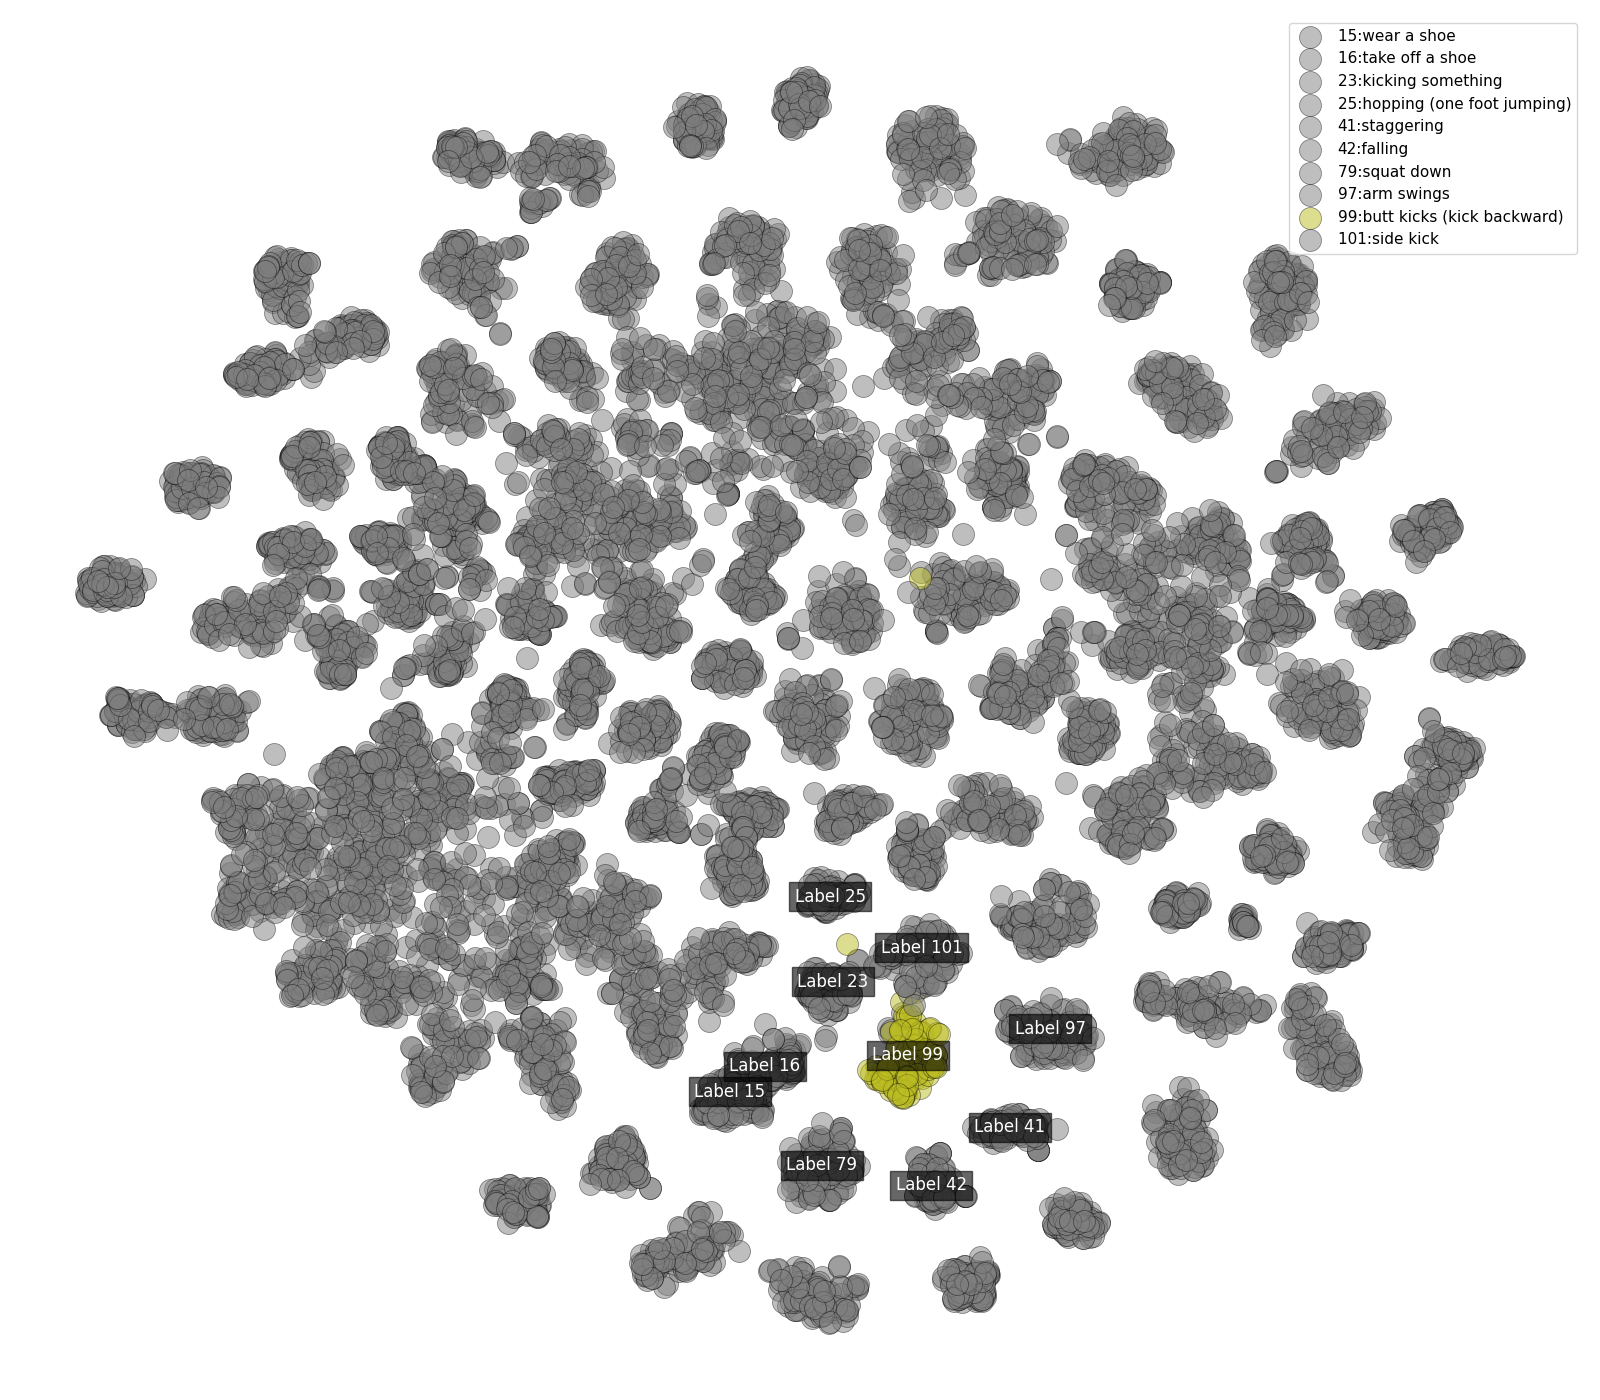 15:wear a shoe
16:take off a shoe
23:kicking something
25:hopping (one foot jumping)
41:staggering
42:falling
79:squat down
97:arm swings
99:butt kicks (kick backward)
101:side kick
Label 25
Label 101
Label 23
Label 97
Label 99
Label 16
Label 15
Label 41
Label 79
Label 42